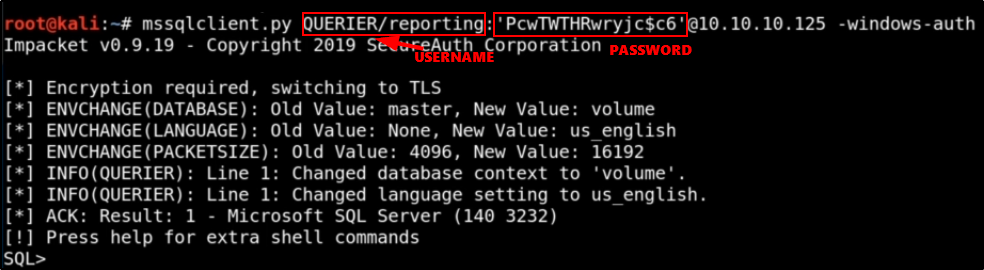 root@kali:~# mssqlclient.py QUERIER/reporting:'PcwTWTHRwryjc$c6'@10.10.10.125 -windows-auth
Impacket v0.9.19 - Copyright 2019 SecureAuth Corporation
USERNAME
PASSWORD
[*] Encryption required, switching to TLS
[*] ENVCHANGE(DATABASE): Old Value: master, New Value: volume
[*] ENVCHANGE(LANGUAGE): Old Value: None, New Value: us_english
[*] ENVCHANGE(PACKETSIZE): Old Value: 4096, New Value: 16192
[*] INFO(QUERIER): Line 1: Changed database context to 'volume'.
[*] INFO(QUERIER): Line 1: Changed language setting to us_english.
[*] ACK: Result: 1 - Microsoft SQL Server (140 3232)
[!] Press help for extra shell commands
SQL>